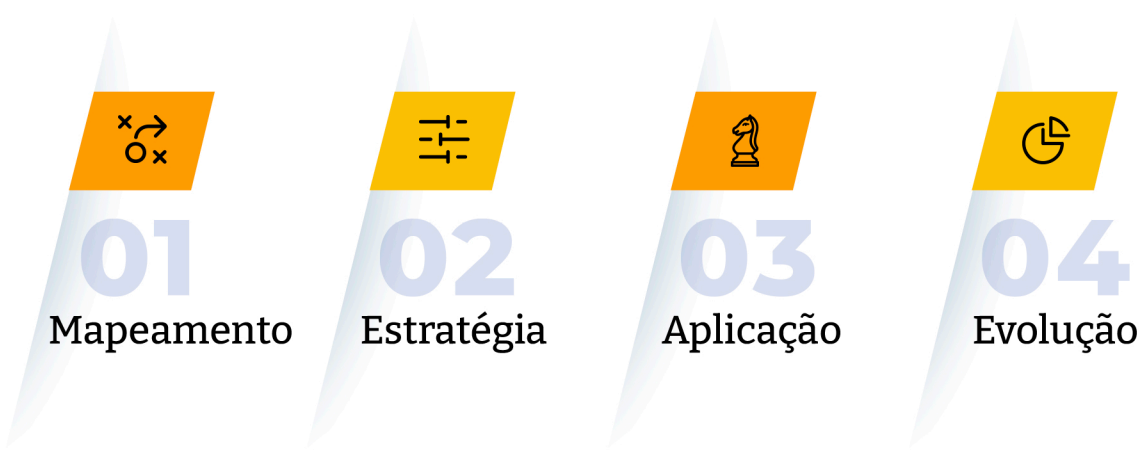 01
Mapeamento
02
Estratégia
03
Aplicação
04
Evolução